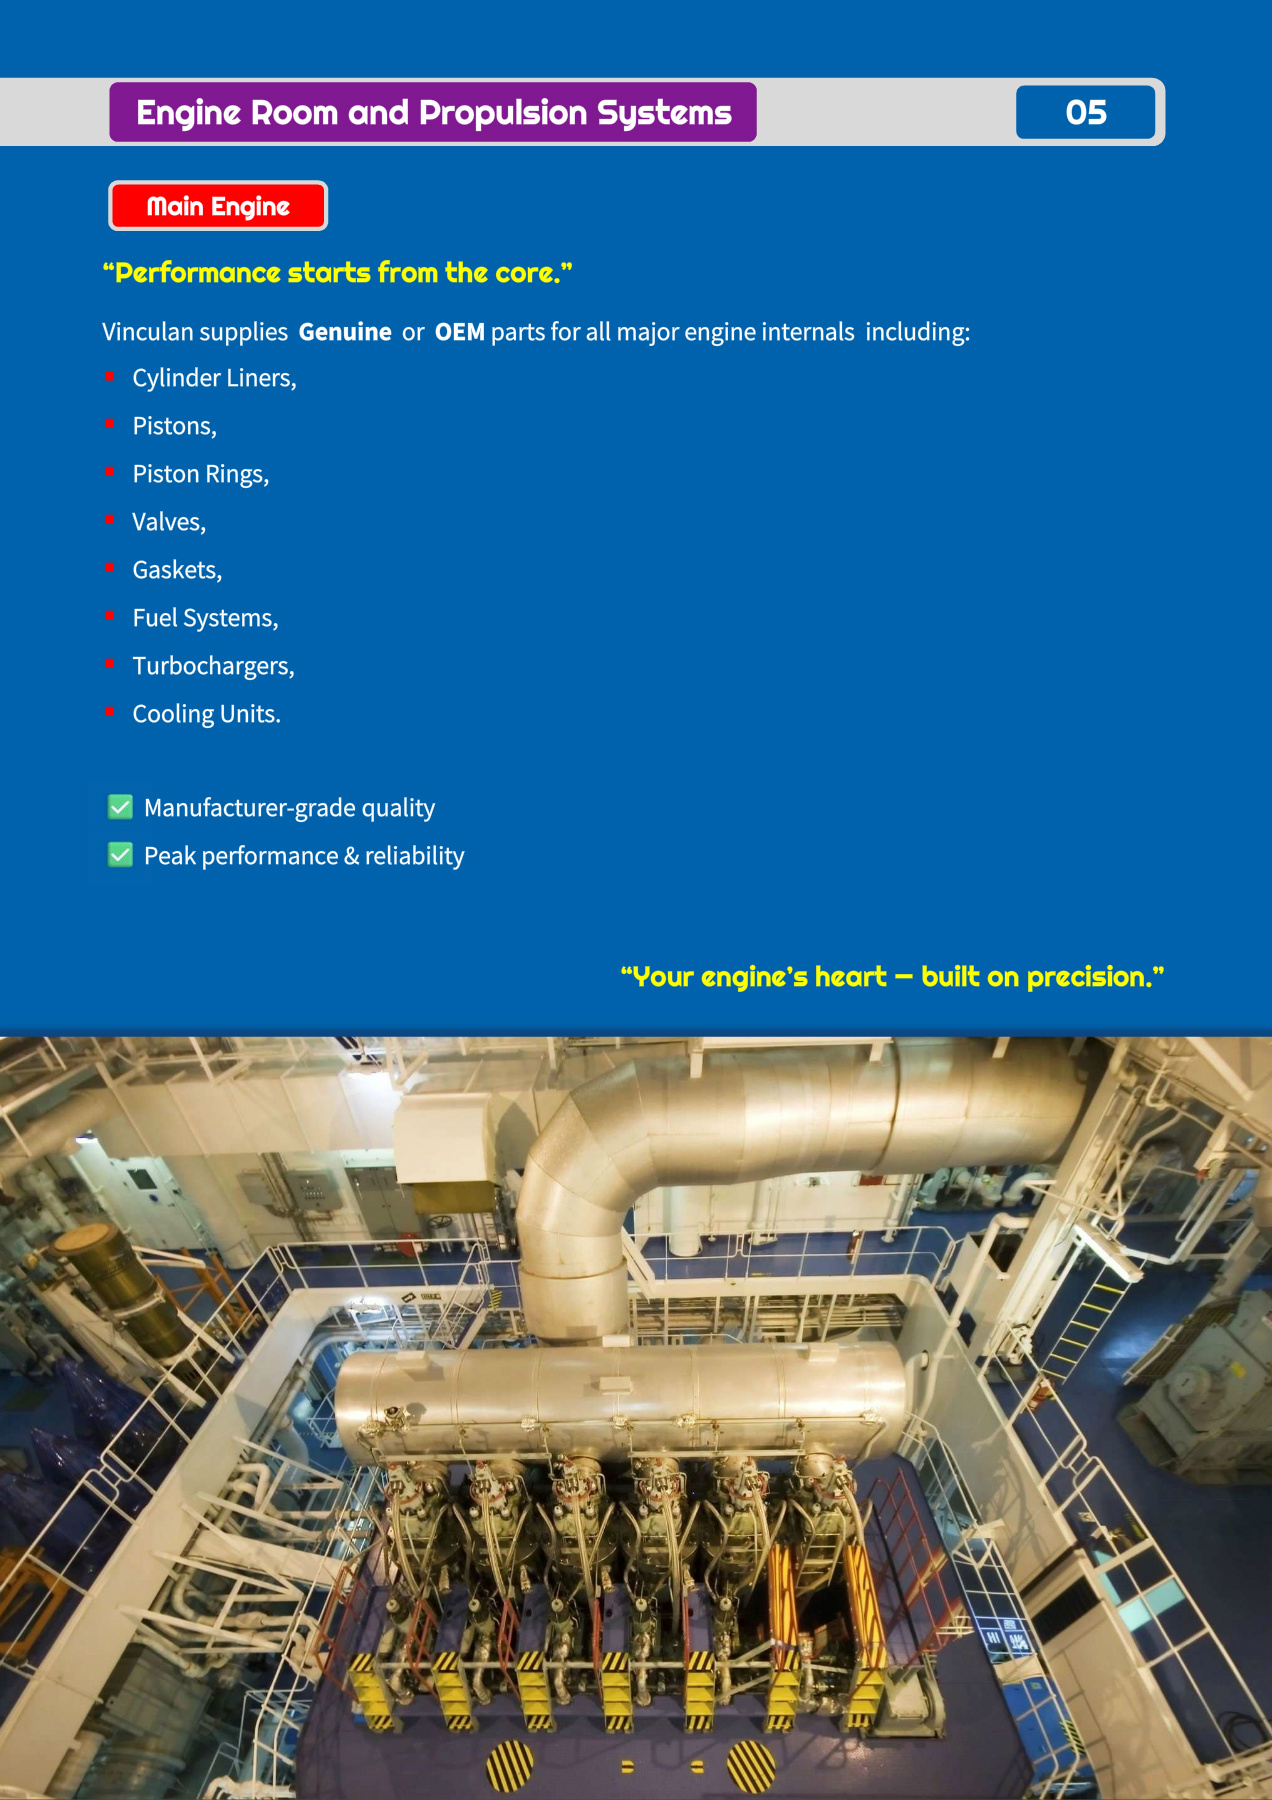 Engine Room and Propulsion Systems
05
Main Engine
“Performance starts from the core.”
Vinculan supplies Genuine or OEM parts for all major engine internals including:
Cylinder Liners,
Pistons,
Piston Rings,
Valves,
Gaskets,
Fuel Systems,
Turbochargers,
Cooling Units.
Manufacturer-grade quality
Peak performance & reliability
“Your engine’s heart – built on precision.”